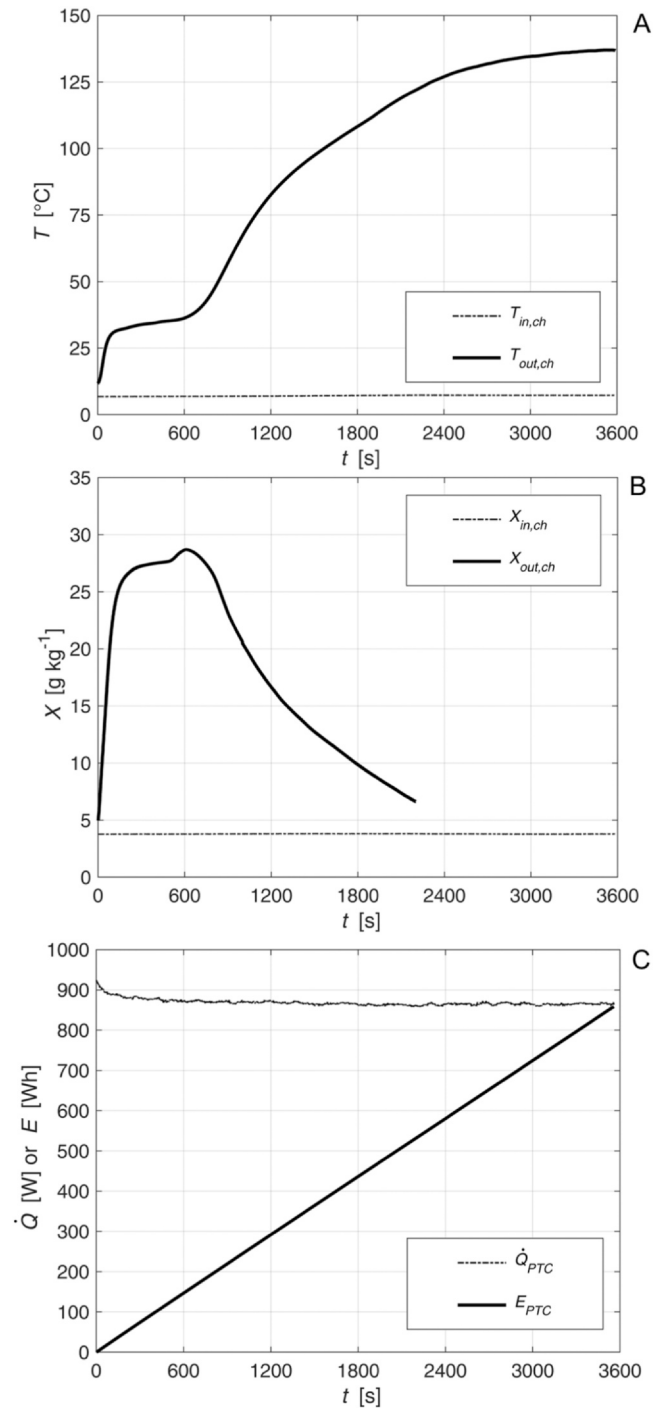 A
150
125
100
75
50
25
0
T [°C]
T_in,ch
T_out,ch
0 600 1200 1800 2400 3000 3600
t [s]
B
35
30
25
20
15
10
5
0
X [g kg⁻¹]
X_in,ch
X_out,ch
0 600 1200 1800 2400 3000 3600
t [s]
C
1000
900
800
700
600
500
400
300
200
100
0
Q̇ [W] or E [Wh]
Q̇_PTC
E_PTC
0 600 1200 1800 2400 3000 3600
t [s]